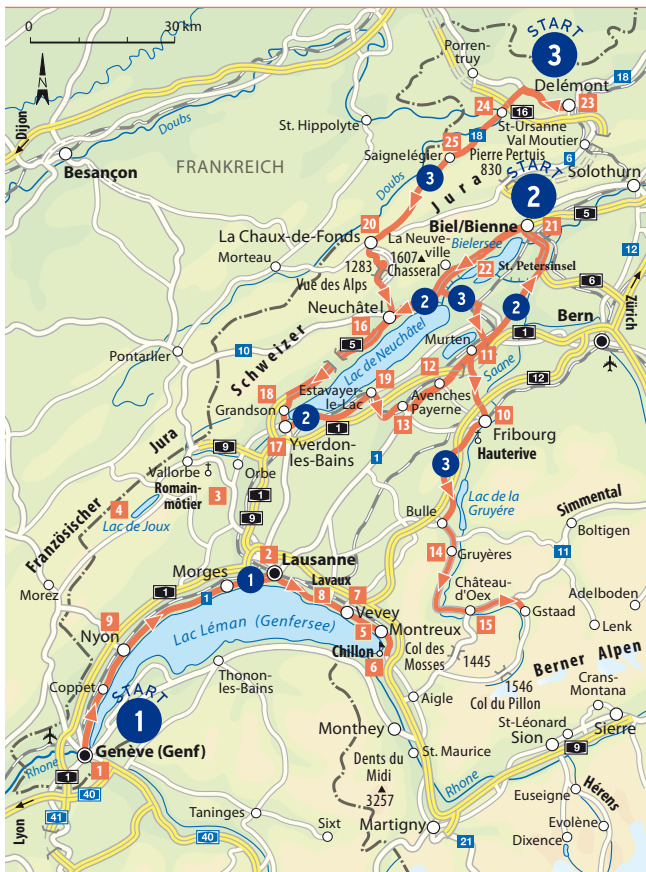 0
30 km
N
START
3
Porren-
truy
Delémont
18
23
24
16
St-Ursanne
Val Moutier
Dijon
Doubs
St. Hippolyte
25
18
Saignelégier
Pierre Pertuis
830
6
Solothurn
Besançon
FRANKREICH
Doubs
3
Jura
START
2
5
20
Biel/Bienne
21
La Chaux-de-Fonds
La Neuve-
ville
Bielersee
12
Morteau
1283
Vue des Alps
1607
Chasseral
22
St. Petersinsel
6
Neuchâtel
2
3
2
Zürich
16
Bern
1
Pontarlier
10
5
Schweizer
Jura
Lac de Neuchâtel
Murten
11
Saane
12
18
Estavayer-
le-Lac
19
12
Avenches
Grandson
2
1
13
Payerne
10
Fribourg
17
Yverdon-
les-Bains
Hauterive
9
1
Vallorbe
Orbe
3
Romain-
môtier
3
1
Lac de la
Gruyère
Französischer
Jura
4
Lac de Joux
9
Bulle
Simmental
Boltigen
2
Lausanne
14
Gruyères
11
Morges
1
Lavaux
Château-
d'Oex
Adelboden
Morez
1
1
8
7
Vevey
15
Gstaad
9
Nyon
5
Montreux
Lenk
Lac Léman (Genfersee)
Chillon
6
Col des
Mosses
1445
Berner Alpen
Coppet
Thonon-
les-Bains
1546
Col du Pillon
Crans-
Montana
START
1
Aigle
St-Léonard
Sion
Sierre
Monthey
9
Genève (Genf)
Rhone
1
1
Dents du
Midi
3257
St. Maurice
Rhone
Euseigne
Hérens
40
41
Lyon
Taninges
40
Sixt
Martigny
21
Evolène
Dixence